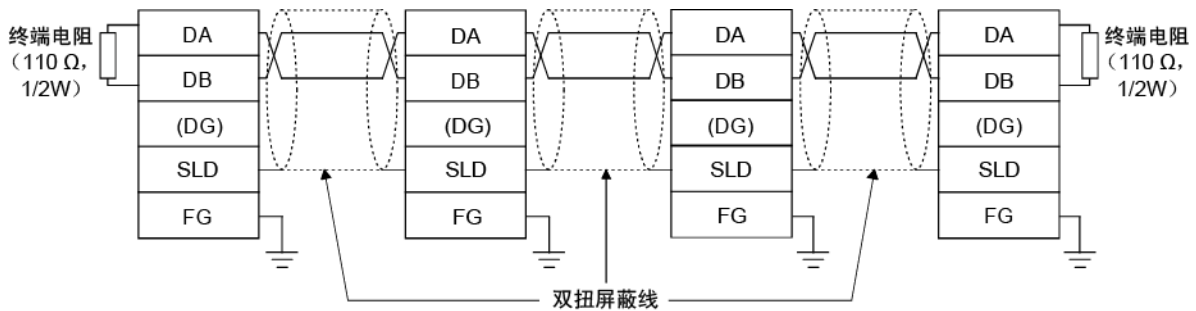 终端电阻
（110 Ω，
1/2W）
DA
DB
(DG)
SLD
FG
DA
DB
(DG)
SLD
FG
DA
DB
(DG)
SLD
FG
DA
DB
(DG)
SLD
FG
终端电阻
（110 Ω，
1/2W）
双扭屏蔽线